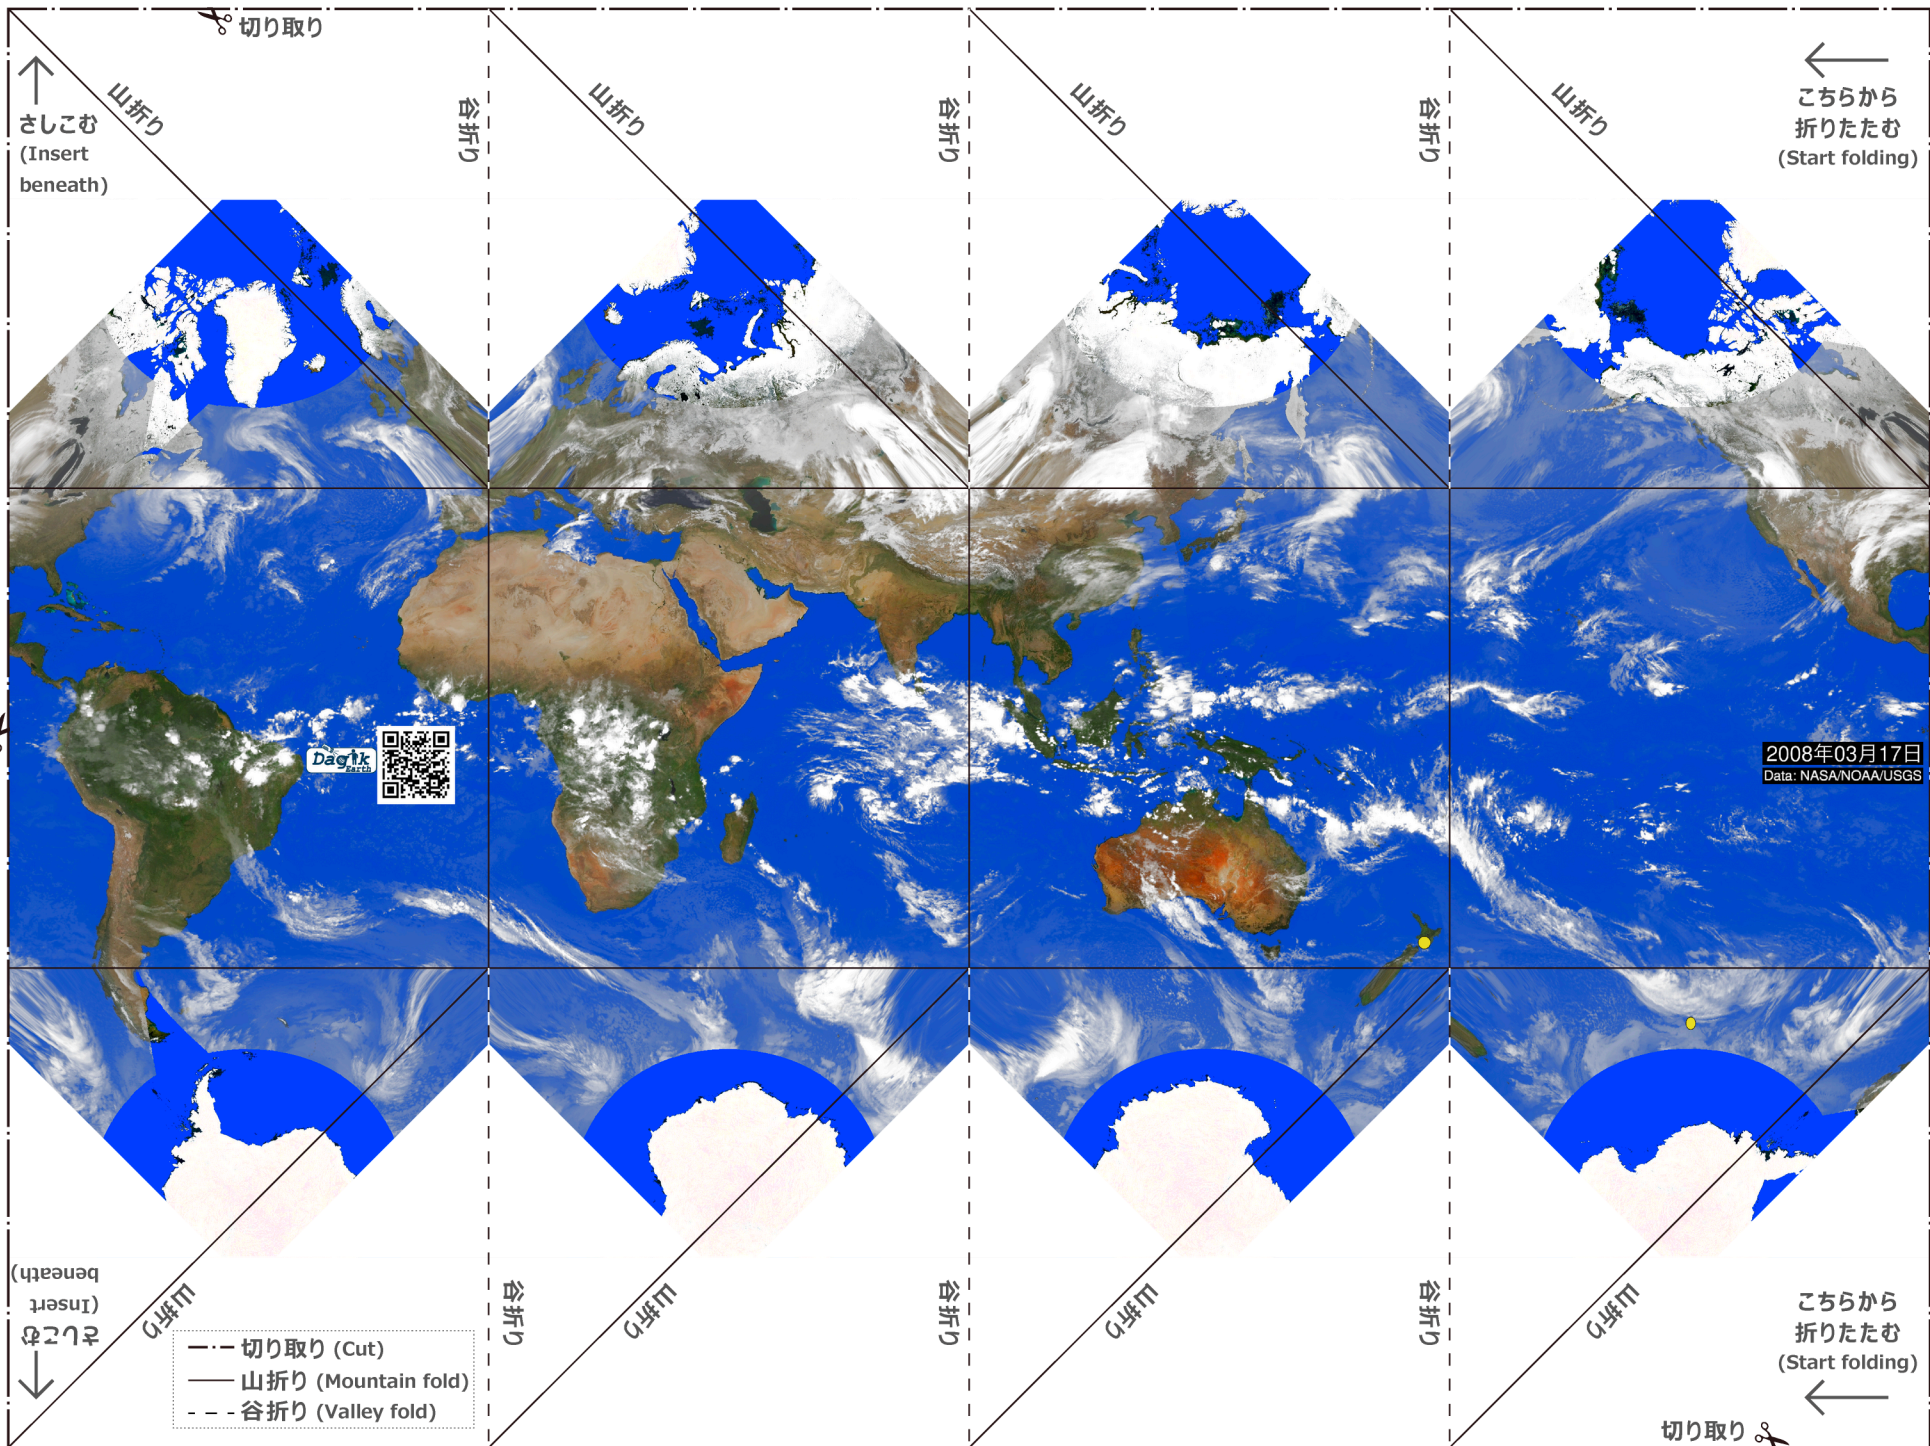 切り取り
山折り
谷折り
山折り
谷折り
山折り
谷折り
山折り
さしこむ
(Insert
beneath)
こちらから
折りたたむ
(Start folding)
Dagik
Earth
2008年03月17日
Data: NASA/NOAA/USGS
さしこむ
(Insert
beneath)
山折り
谷折り
山折り
谷折り
山折り
谷折り
山折り
こちらから
折りたたむ
(Start folding)
切り取り (Cut)
山折り (Mountain fold)
谷折り (Valley fold)
切り取り